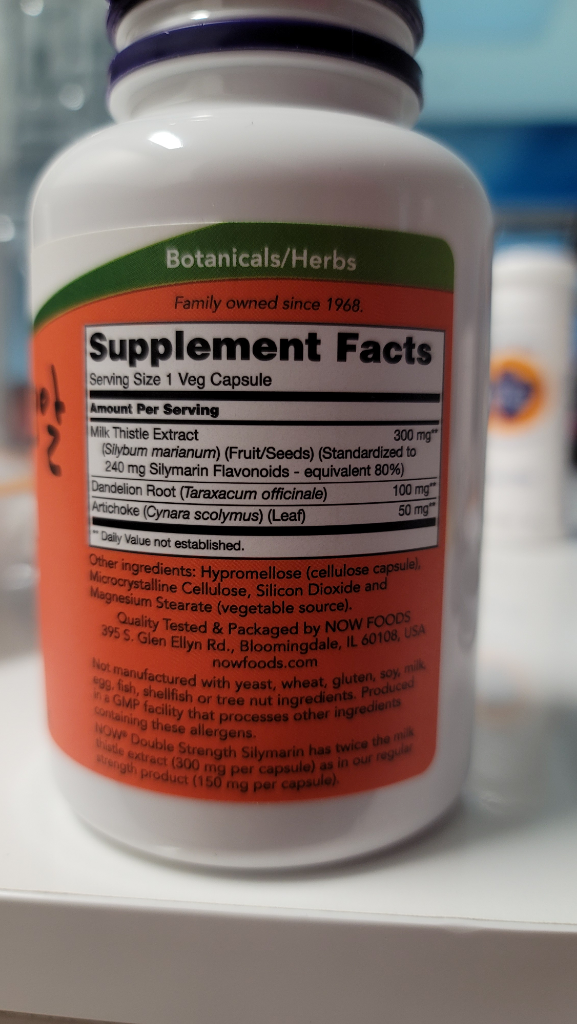 Botanicals/Herbs
Family owned since 1968.
Supplement Facts
Serving Size 1 Veg Capsule
Amount Per Serving
Milk Thistle Extract 300 mg**
(Silybum marianum) (Fruit/Seeds) (Standardized to
240 mg Silymarin Flavonoids - equivalent 80%)
Dandelion Root (Taraxacum officinale) 100 mg**
Artichoke (Cynara scolymus) (Leaf) 50 mg**
** Daily Value not established.
Other ingredients: Hypromellose (cellulose capsule),
Microcrystalline Cellulose, Silicon Dioxide and
Magnesium Stearate (vegetable source).
Quality Tested & Packaged by NOW FOODS
395 S. Glen Ellyn Rd., Bloomingdale, IL 60108, USA
nowfoods.com
Not manufactured with yeast, wheat, gluten, soy, milk,
egg, fish, shellfish or tree nut ingredients. Produced
in a GMP facility that processes other ingredients
containing these allergens.
NOW® Double Strength Silymarin has twice the milk
thistle extract (300 mg per capsule) as in our regular
strength product (150 mg per capsule).